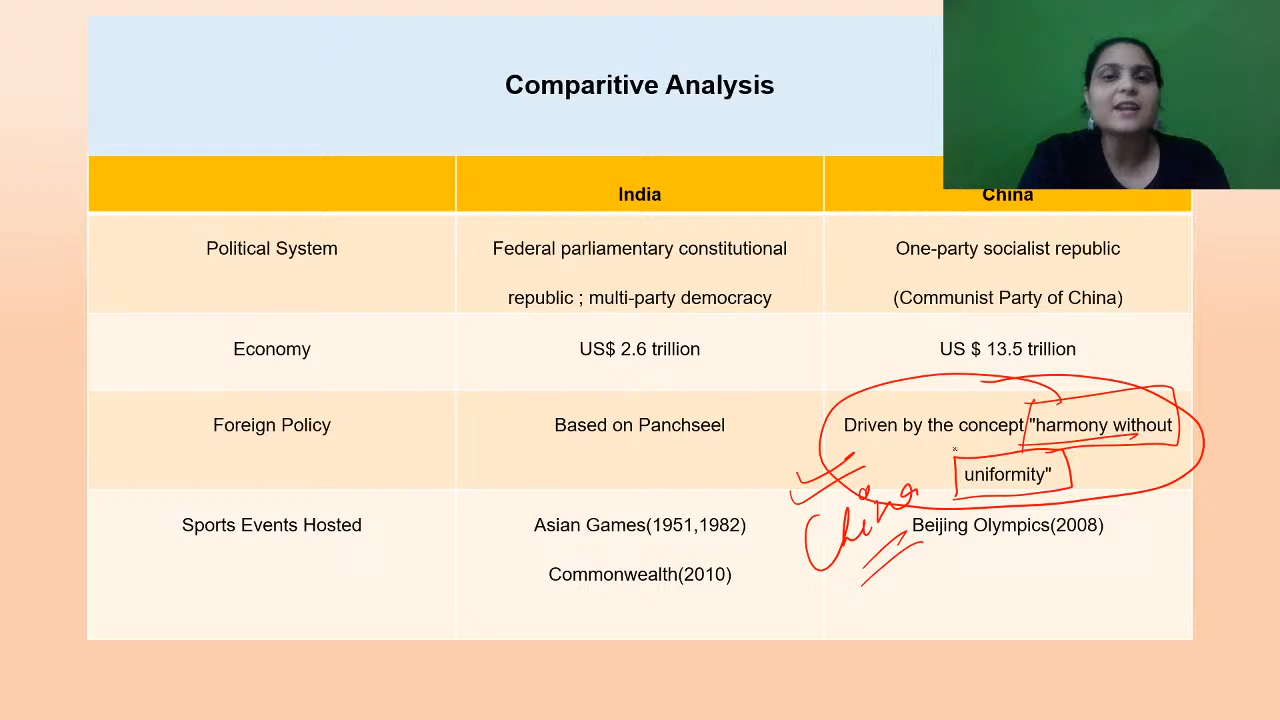 Comparitive Analysis
India China
Political System Federal parliamentary constitutional One-party socialist republic
republic ; multi-party democracy (Communist Party of China)
Economy US$ 2.6 trillion US $ 13.5 trillion
Foreign Policy Based on Panchseel Driven by the concept "harmony without
uniformity"
China
Sports Events Hosted Asian Games(1951,1982) Beijing Olympics(2008)
Commonwealth(2010)